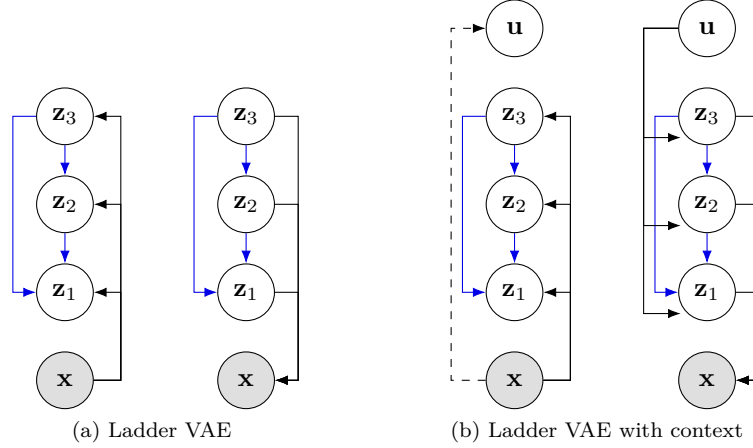 u u
z₃ z₃ z₃ z₃
z₂ z₂ z₂ z₂
z₁ z₁ z₁ z₁
x x x x
(a) Ladder VAE (b) Ladder VAE with context